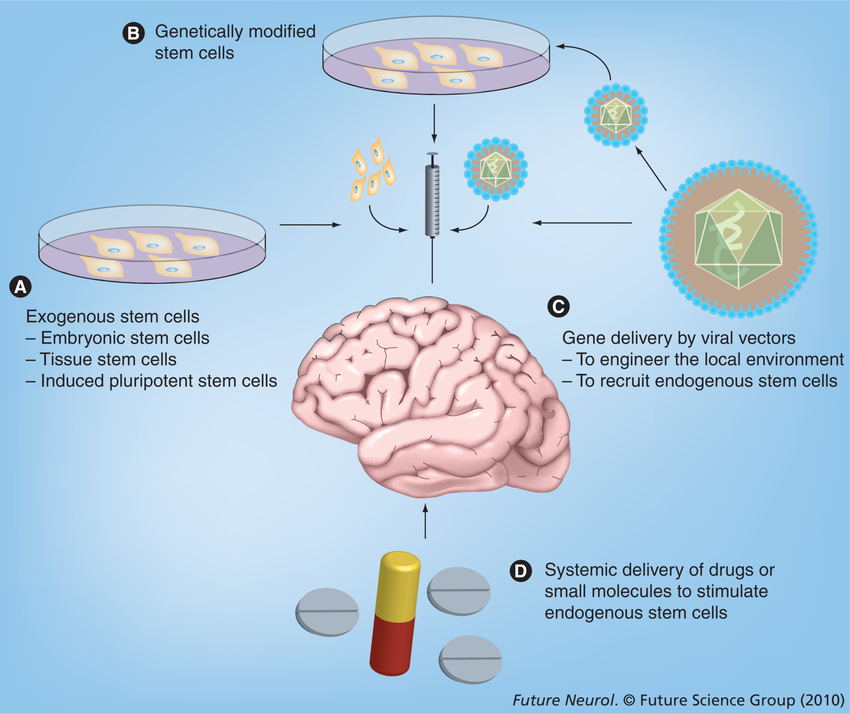 B Genetically modified
stem cells
A
Exogenous stem cells
– Embryonic stem cells
– Tissue stem cells
– Induced pluripotent stem cells
C
Gene delivery by viral vectors
– To engineer the local environment
– To recruit endogenous stem cells
D Systemic delivery of drugs or
small molecules to stimulate
endogenous stem cells
Future Neurol. © Future Science Group (2010)